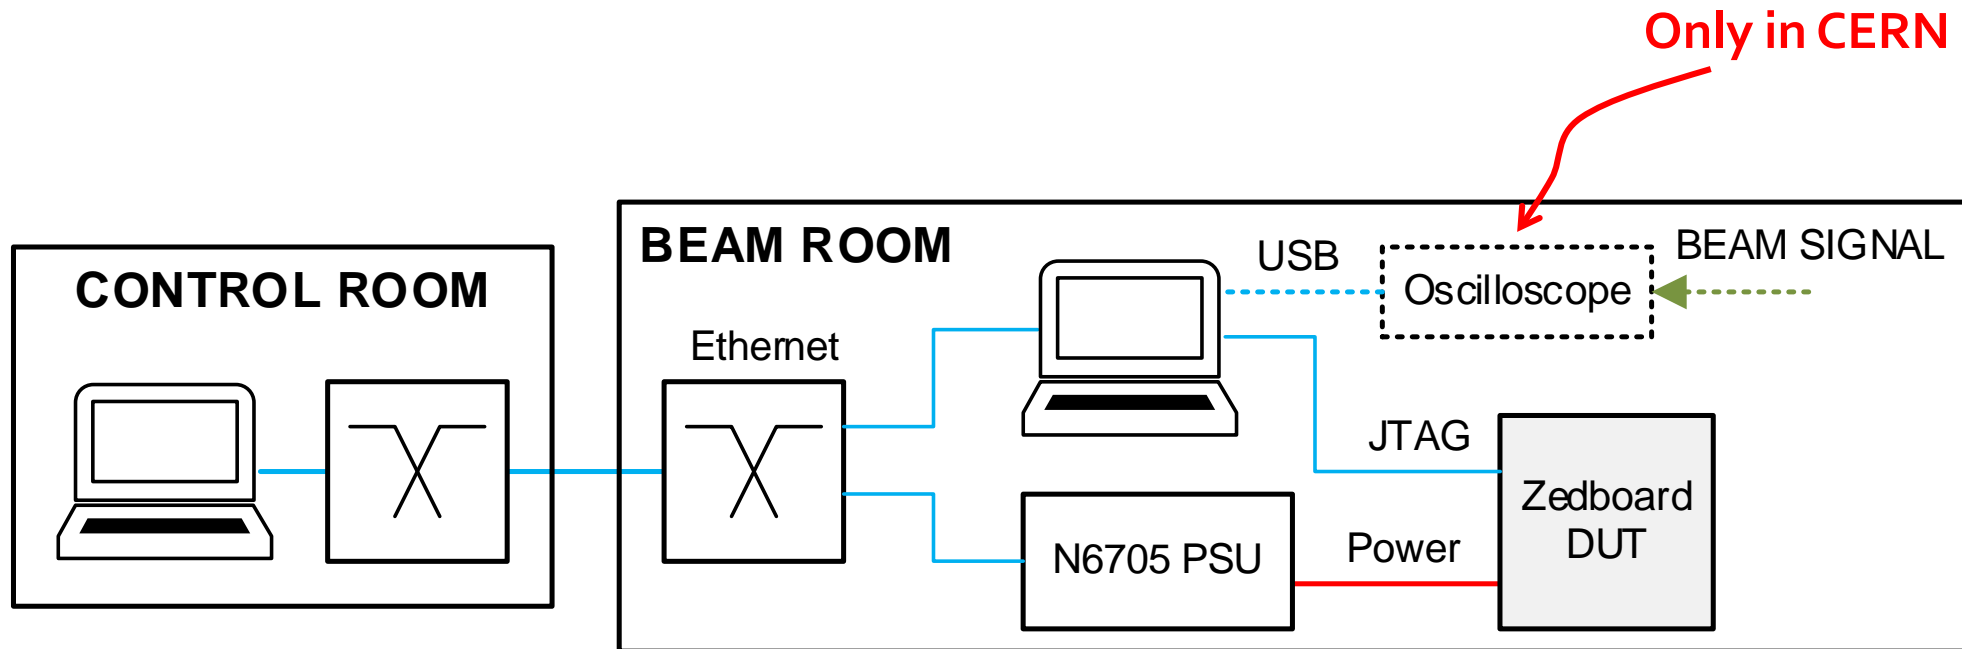 Only in CERN
BEAM ROOM
BEAM SIGNAL
USB
Oscilloscope
CONTROL ROOM
Ethernet
JTAG
Zedboard
DUT
N6705 PSU
Power